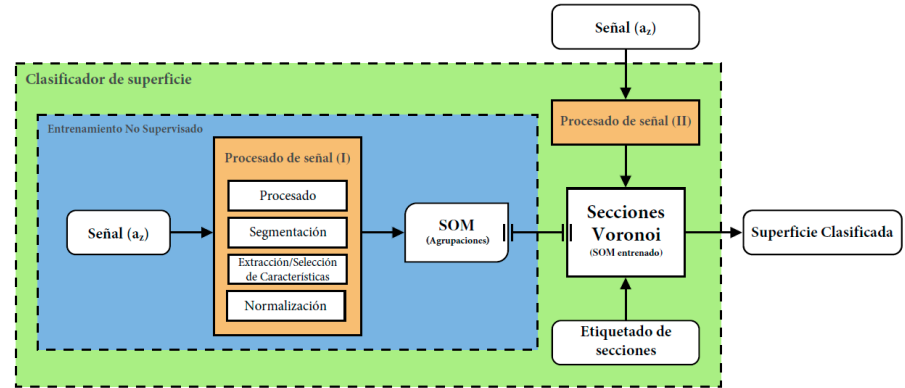 Señal (a_z)
Clasificador de superficie
Procesado de señal (II)
Entrenamiento No Supervisado
Procesado de señal (I)
Procesado
Segmentación
Extracción/Selección
de Características
Normalización
Señal (a_z)
SOM
(Agrupaciones)
Secciones
Voronoi
(SOM entrenado)
Superficie Clasificada
Etiquetado de
secciones